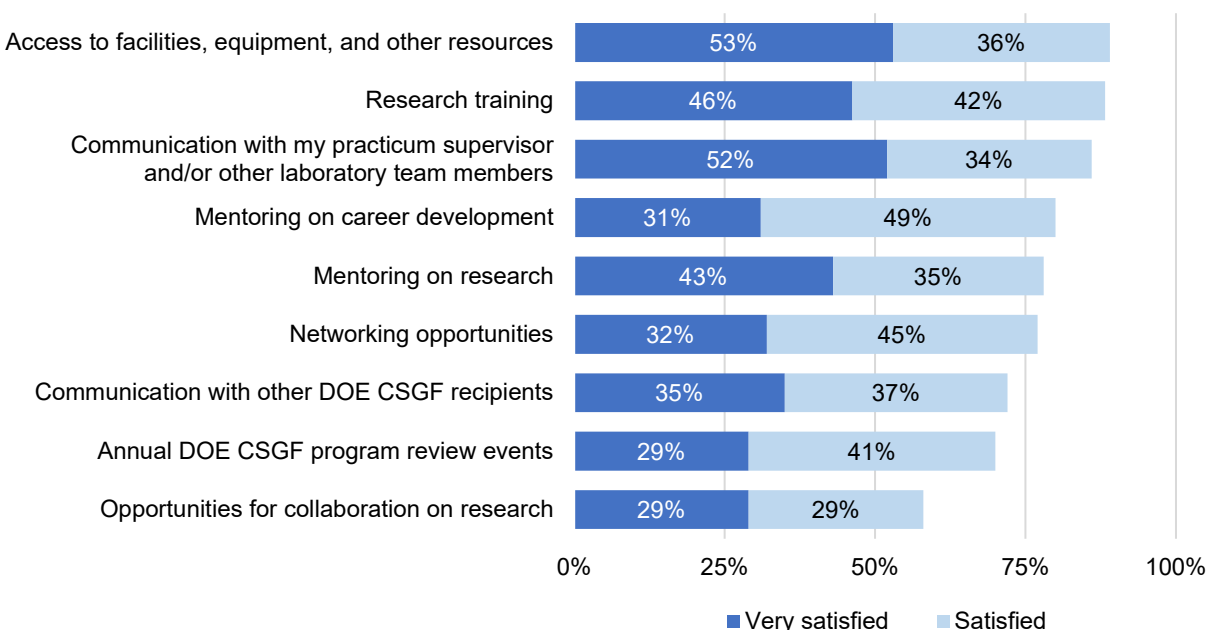 Access to facilities, equipment, and other resources 53% 36%
Research training 46% 42%
Communication with my practicum supervisor
and/or other laboratory team members 52% 34%
Mentoring on career development 31% 49%
Mentoring on research 43% 35%
Networking opportunities 32% 45%
Communication with other DOE CSGF recipients 35% 37%
Annual DOE CSGF program review events 29% 41%
Opportunities for collaboration on research 29% 29%
0% 25% 50% 75% 100%
Very satisfied Satisfied